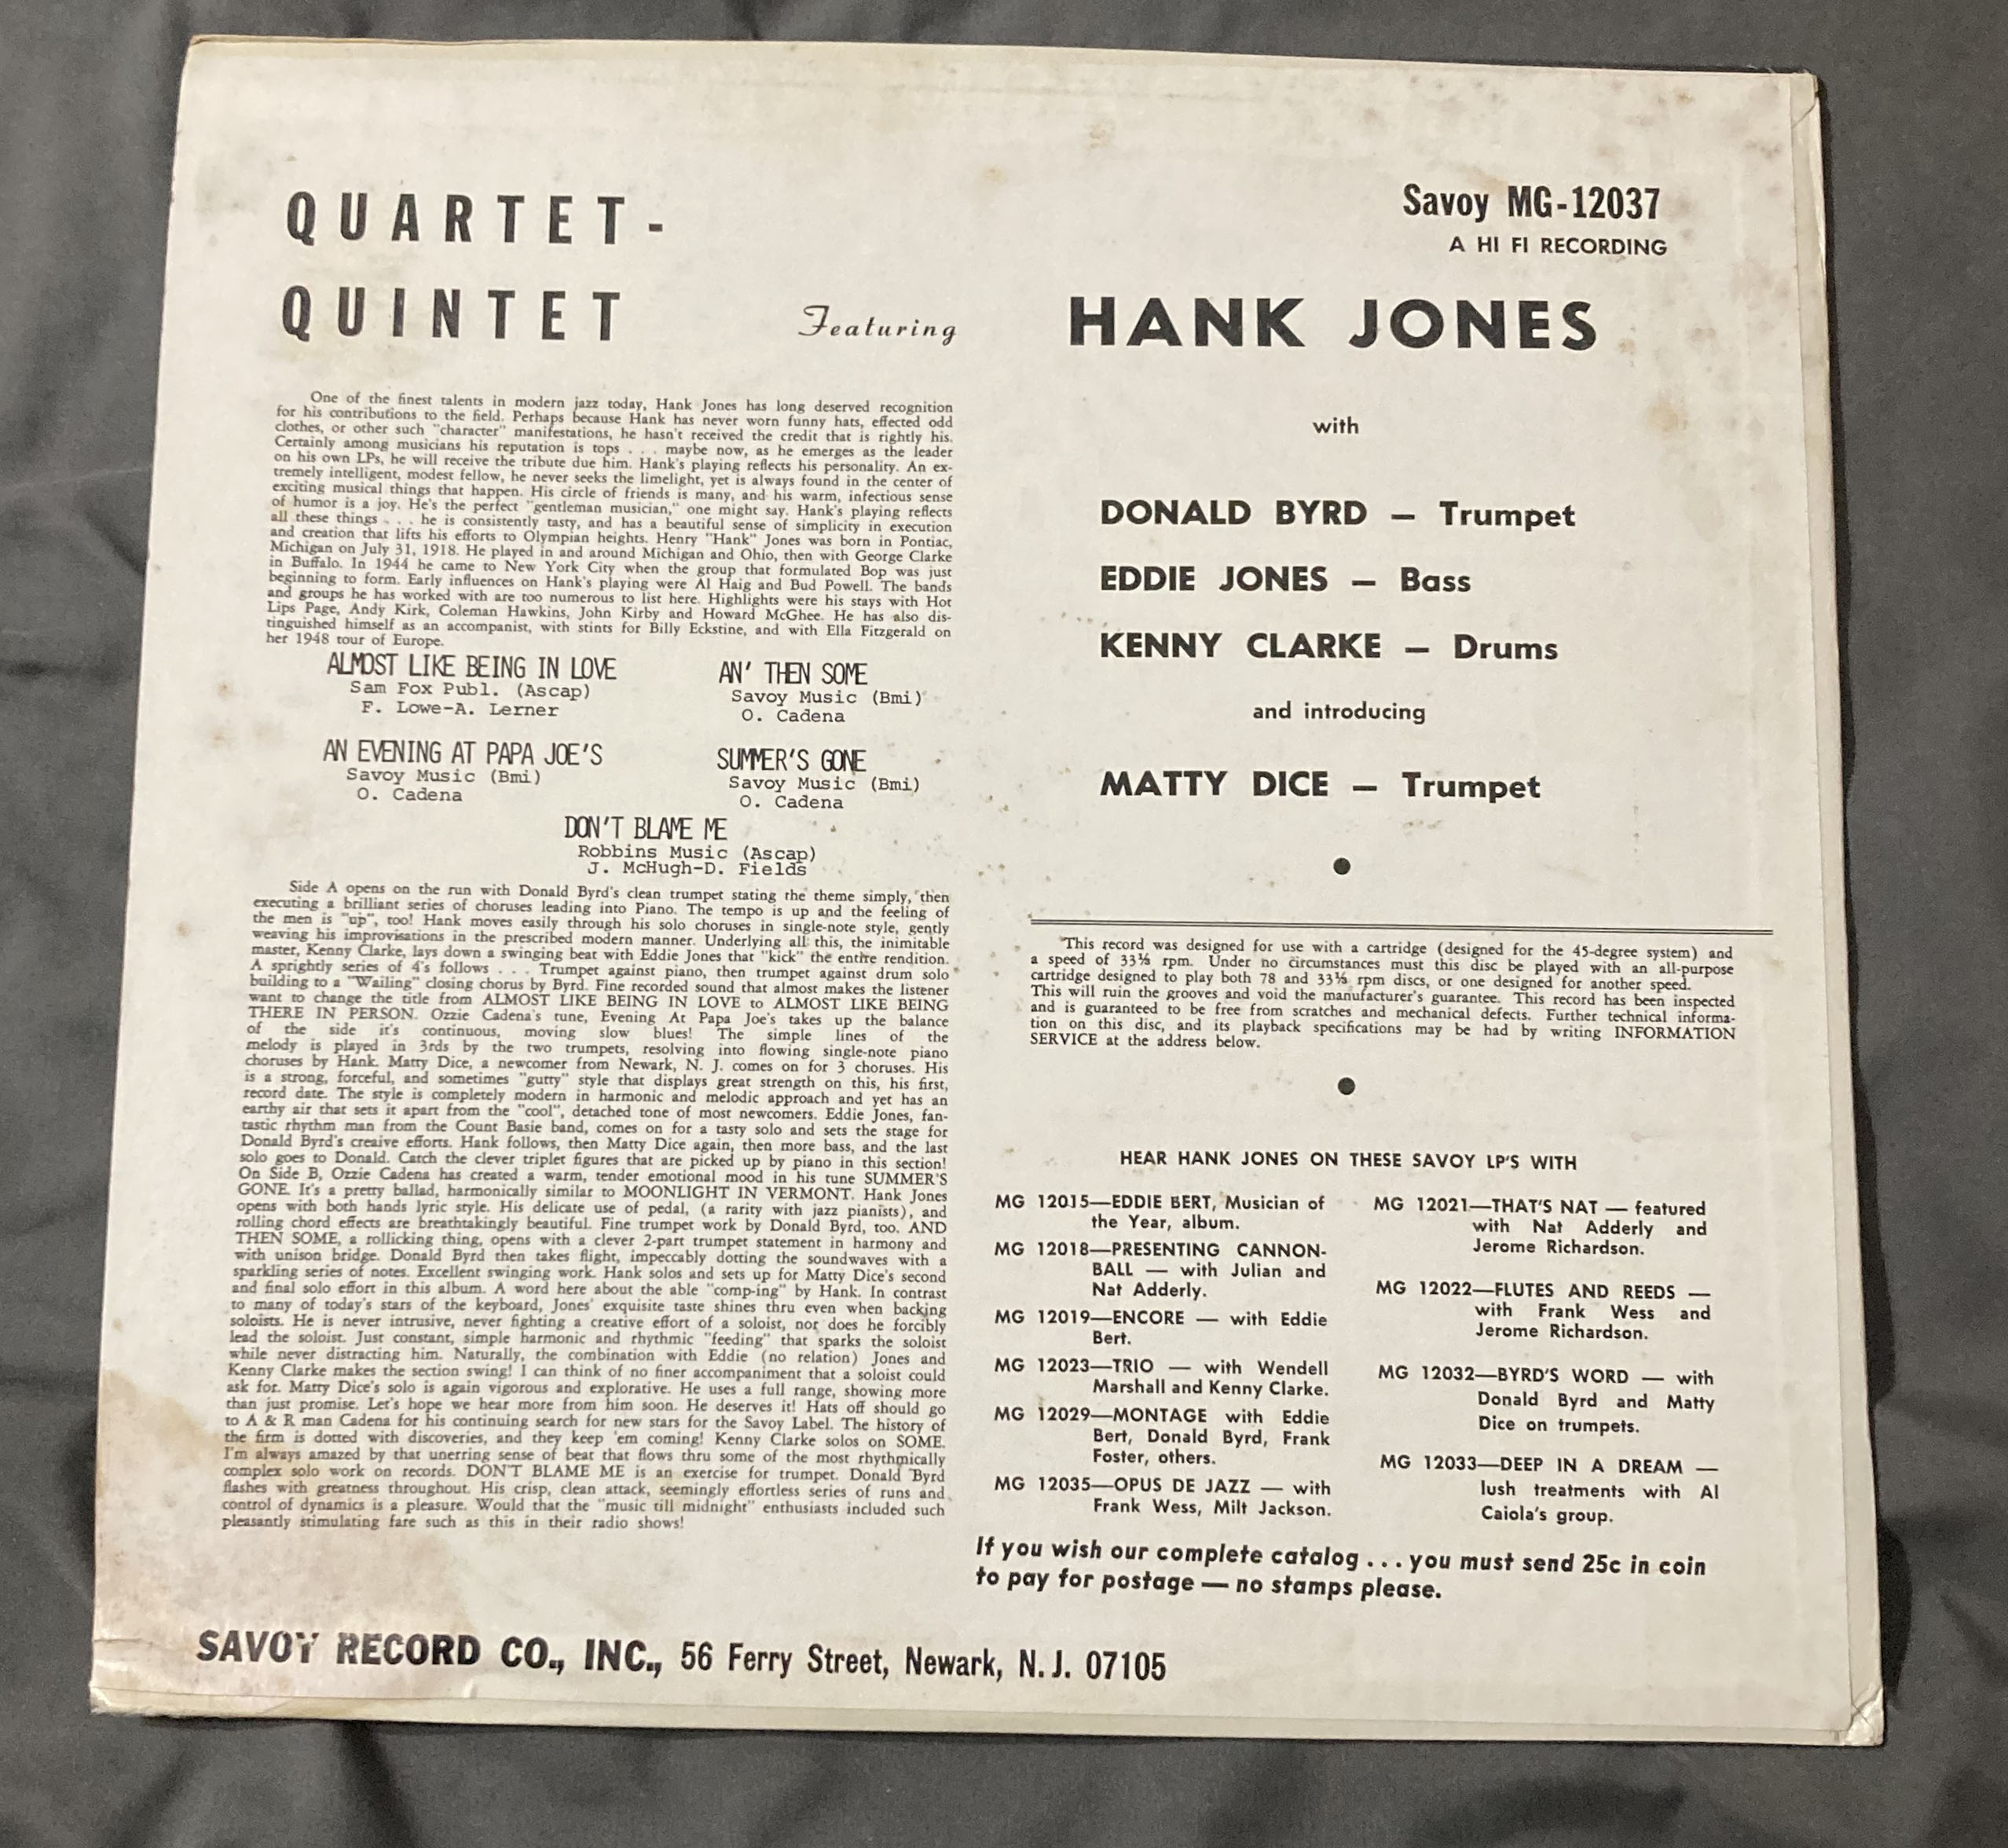 QUARTET-
QUINTET
Featuring
Savoy MG-12037
A HI FI RECORDING
HANK JONES
with
DONALD BYRD — Trumpet
EDDIE JONES — Bass
KENNY CLARKE — Drums
and introducing
MATTY DICE — Trumpet
One of the finest talents in modern jazz today, Hank Jones has long deserved recognition
for his contributions to the field. Perhaps because Hank has never worn funny hats, effected odd
clothes, or other such "character" manifestations, he hasn't received the credit that is rightly his.
Certainly among musicians his reputation is tops . . . maybe now, as he emerges as the leader
on his own LPs, he will receive the tribute due him. Hank's playing reflects his personality. An ex-
tremely intelligent, modest fellow, he never seeks the limelight, yet is always found in the center of
exciting musical things that happen. His circle of friends is many, and his warm, infectious sense
of humor is a joy. He's the perfect "gentleman musician," one might say. Hank's playing reflects
all these things . . . he is consistently tasty, and has a beautiful sense of simplicity in execution
and creation that lifts his efforts to Olympian heights. Henry "Hank" Jones was born in Pontiac,
Michigan on July 31, 1918. He played in and around Michigan and Ohio, then with George Clarke
in Buffalo. In 1944 he came to New York City when the group that formulated Bop was just
beginning to form. Early influences on Hank's playing were Al Haig and Bud Powell. The bands
and groups he has worked with are too numerous to list here. Highlights were his stays with Hot
Lips Page, Andy Kirk, Coleman Hawkins, John Kirby and Howard McGhee. He has also dis-
tinguished himself as an accompanist, with stints for Billy Eckstine, and with Ella Fitzgerald on
her 1948 tour of Europe.
ALMOST LIKE BEING IN LOVE
Sam Fox Publ. (Ascap)
F. Lowe-A. Lerner
AN' THEN SOME
Savoy Music (Bmi)
O. Cadena
AN EVENING AT PAPA JOE'S
Savoy Music (Bmi)
O. Cadena
SUMMER'S GONE
Savoy Music (Bmi)
O. Cadena
DON'T BLAME ME
Robbins Music (Ascap)
J. McHugh-D. Fields
Side A opens on the run with Donald Byrd's clean trumpet stating the theme simply, then
executing a brilliant series of choruses leading into Piano. The tempo is up and the feeling of
the men is "up", too! Hank moves easily through his solo choruses in single-note style, gently
weaving his improvisations in the prescribed modern manner. Underlying all this, the inimitable
master, Kenny Clarke, lays down a swinging beat with Eddie Jones that "kick" the entire rendition.
A sprightly series of 4's follows . . . Trumpet against piano, then trumpet against drum solo
building to a "Wailing" closing chorus by Byrd. Fine recorded sound that almost makes the listener
want to change the title from ALMOST LIKE BEING IN LOVE to ALMOST LIKE BEING
THERE IN PERSON. Ozzie Cadena's tune, Evening At Papa Joe's takes up the balance
of the side it's continuous, moving slow blues! The simple lines of the
melody is played in 3rds by the two trumpets, resolving into flowing single-note piano
choruses by Hank. Matty Dice, a newcomer from Newark, N. J. comes on for 3 choruses. His
is a strong, forceful, and sometimes "gutty" style that displays great strength on this, his first,
record date. The style is completely modern in harmonic and melodic approach and yet has an
earthy air that sets it apart from the "cool", detached tone of most newcomers. Eddie Jones, fan-
tastic rhythm man from the Count Basie band, comes on for a tasty solo and sets the stage for
Donald Byrd's creaive efforts. Hank follows, then Matty Dice again, then more bass, and the last
solo goes to Donald. Catch the clever triplet figures that are picked up by piano in this section!
On Side B, Ozzie Cadena has created a warm, tender emotional mood in his tune SUMMER'S
GONE. It's a pretty ballad, harmonically similar to MOONLIGHT IN VERMONT. Hank Jones
opens with both hands lyric style. His delicate use of pedal, (a rarity with jazz pianists), and
rolling chord effects are breathtakingly beautiful. Fine trumpet work by Donald Byrd, too. AND
THEN SOME, a rollicking thing, opens with a clever 2-part trumpet statement in harmony and
with unison bridge. Donald Byrd then takes flight, impeccably dotting the soundwaves with a
sparkling series of notes. Excellent swinging work. Hank solos and sets up for Matty Dice's second
and final solo effort in this album. A word here about the able "comp-ing" by Hank. In contrast
to many of today's stars of the keyboard, Jones' exquisite taste shines thru even when backing
soloists. He is never intrusive, never fighting a creative effort of a soloist, nor does he forcibly
lead the soloist. Just constant, simple harmonic and rhythmic "feeding" that sparks the soloist
while never distracting him. Naturally, the combination with Eddie (no relation) Jones and
Kenny Clarke makes the section swing! I can think of no finer accompaniment that a soloist could
ask for. Matty Dice's solo is again vigorous and explorative. He uses a full range, showing more
than just promise. Let's hope we hear more from him soon. He deserves it! Hats off should go
to A & R man Cadena for his continuing search for new stars for the Savoy Label. The history of
the firm is dotted with discoveries, and they keep 'em coming! Kenny Clarke solos on SOME.
I'm always amazed by that unerring sense of beat that flows thru some of the most rhythmically
complex solo work on records. DON'T BLAME ME is an exercise for trumpet. Donald Byrd
flashes with greatness throughout. His crisp, clean attack, seemingly effortless series of runs and
control of dynamics is a pleasure. Would that the "music till midnight" enthusiasts included such
pleasantly stimulating fare such as this in their radio shows!
This record was designed for use with a cartridge (designed for the 45-degree system) and
a speed of 33⅓ rpm. Under no circumstances must this disc be played with an all-purpose
cartridge designed to play both 78 and 33⅓ rpm discs, or one designed for another speed.
This will ruin the grooves and void the manufacturer's guarantee. This record has been inspected
and is guaranteed to be free from scratches and mechanical defects. Further technical informa-
tion on this disc, and its playback specifications may be had by writing INFORMATION
SERVICE at the address below.
HEAR HANK JONES ON THESE SAVOY LP'S WITH
MG 12015—EDDIE BERT, Musician of
the Year, album.
MG 12018—PRESENTING CANNON-
BALL — with Julian and
Nat Adderly.
MG 12019—ENCORE — with Eddie
Bert.
MG 12023—TRIO — with Wendell
Marshall and Kenny Clarke.
MG 12029—MONTAGE with Eddie
Bert, Donald Byrd, Frank
Foster, others.
MG 12035—OPUS DE JAZZ — with
Frank Wess, Milt Jackson.
MG 12021—THAT'S NAT — featured
with Nat Adderly and
Jerome Richardson.
MG 12022—FLUTES AND REEDS —
with Frank Wess and
Jerome Richardson.
MG 12032—BYRD'S WORD — with
Donald Byrd and Matty
Dice on trumpets.
MG 12033—DEEP IN A DREAM —
lush treatments with Al
Caiola's group.
If you wish our complete catalog . . . you must send 25c in coin
to pay for postage — no stamps please.
SAVOY RECORD CO., INC., 56 Ferry Street, Newark, N. J. 07105